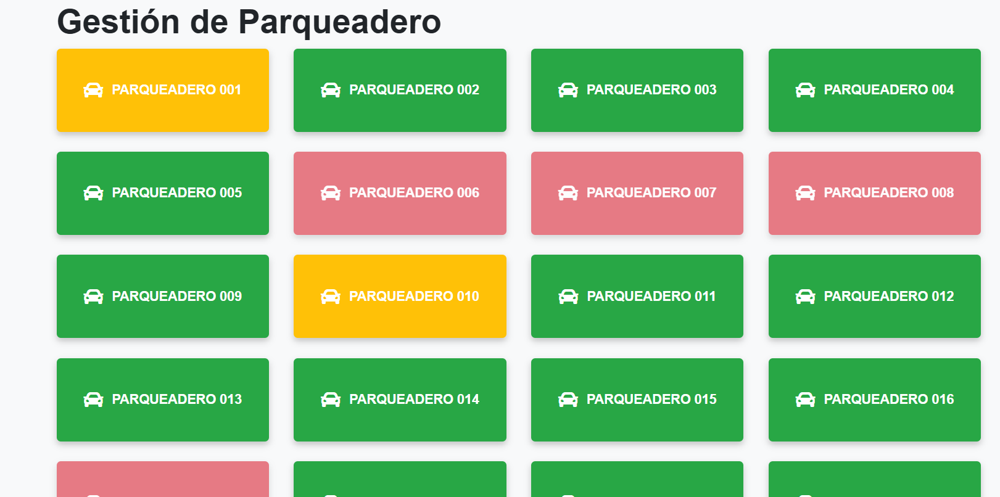 Gestión de Parqueadero
PARQUEADERO 001
PARQUEADERO 002
PARQUEADERO 003
PARQUEADERO 004
PARQUEADERO 005
PARQUEADERO 006
PARQUEADERO 007
PARQUEADERO 008
PARQUEADERO 009
PARQUEADERO 010
PARQUEADERO 011
PARQUEADERO 012
PARQUEADERO 013
PARQUEADERO 014
PARQUEADERO 015
PARQUEADERO 016